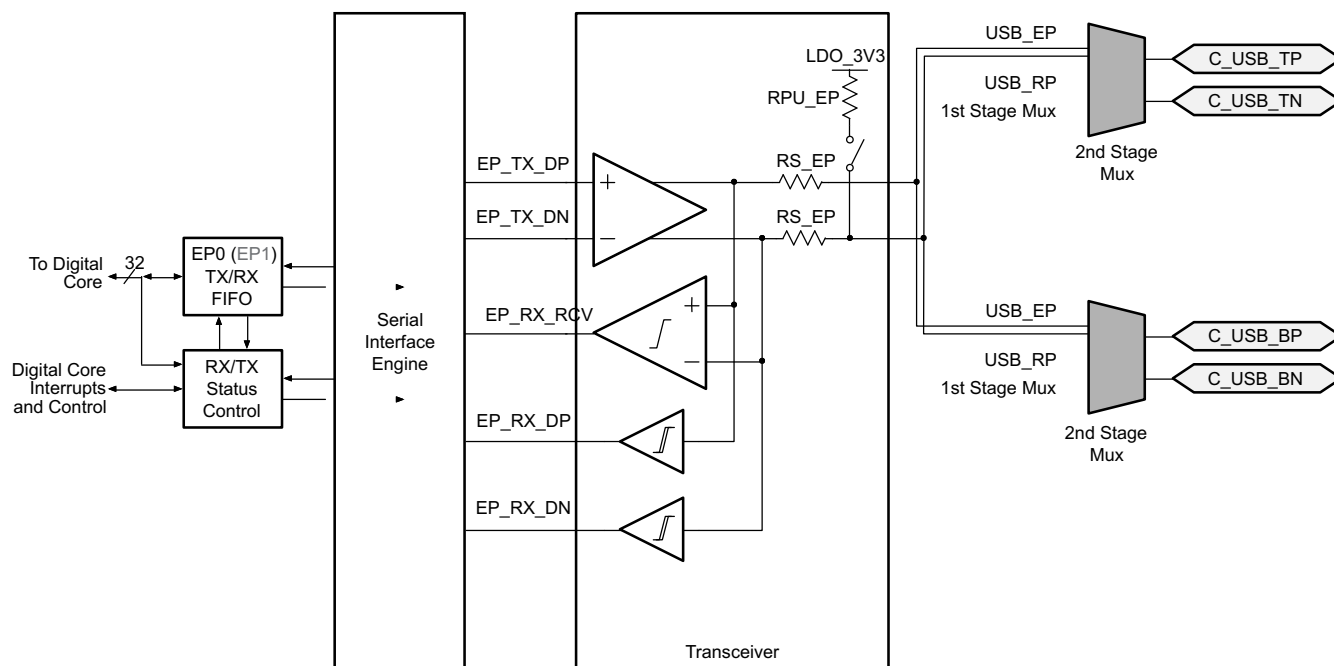 USB_EP
C_USB_TP
LDO_3V3
USB_RP
RPU_EP
C_USB_TN
1st Stage Mux
2nd Stage
Mux
EP_TX_DP
+
RS_EP
EP_TX_DN
−
RS_EP
To Digital
Core
32
EP0 (EP1)
TX/RX
FIFO
EP_RX_RCV
+
−
Serial
Interface
Engine
USB_EP
C_USB_BP
USB_RP
1st Stage Mux
C_USB_BN
2nd Stage
Mux
Digital Core
Interrupts
and Control
RX/TX
Status
Control
EP_RX_DP
EP_RX_DN
Transceiver